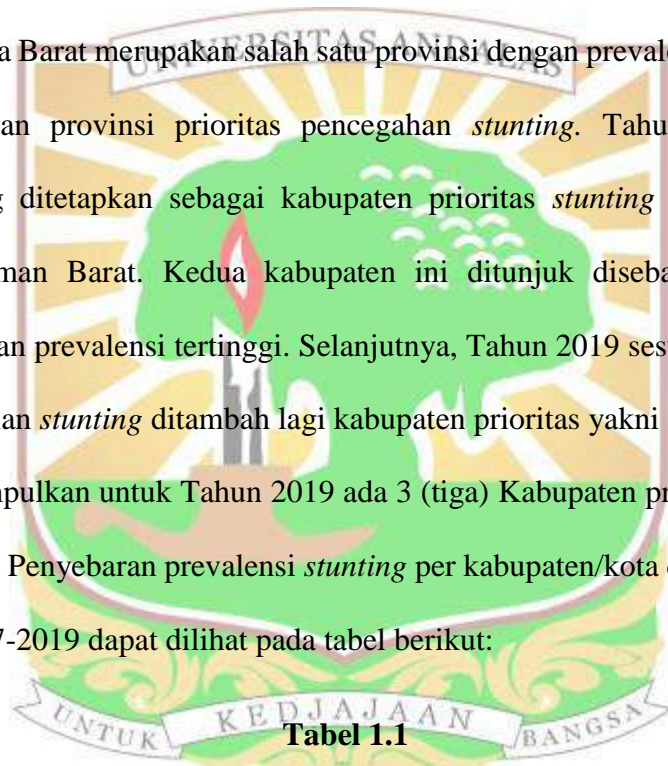 UNIVERSITAS ANDALAS
a Barat merupakan salah satu provinsi dengan prevale
an provinsi prioritas pencegahan stunting. Tahu
g ditetapkan sebagai kabupaten prioritas stunting
man Barat. Kedua kabupaten ini ditunjuk diseba
an prevalensi tertinggi. Selanjutnya, Tahun 2019 ses
an stunting ditambah lagi kabupaten prioritas yakni
npulkan untuk Tahun 2019 ada 3 (tiga) Kabupaten pr
Penyebaran prevalensi stunting per kabupaten/kota
7-2019 dapat dilihat pada tabel berikut:
UNTUK KEDJAJAAN BANGSA
Tabel 1.1